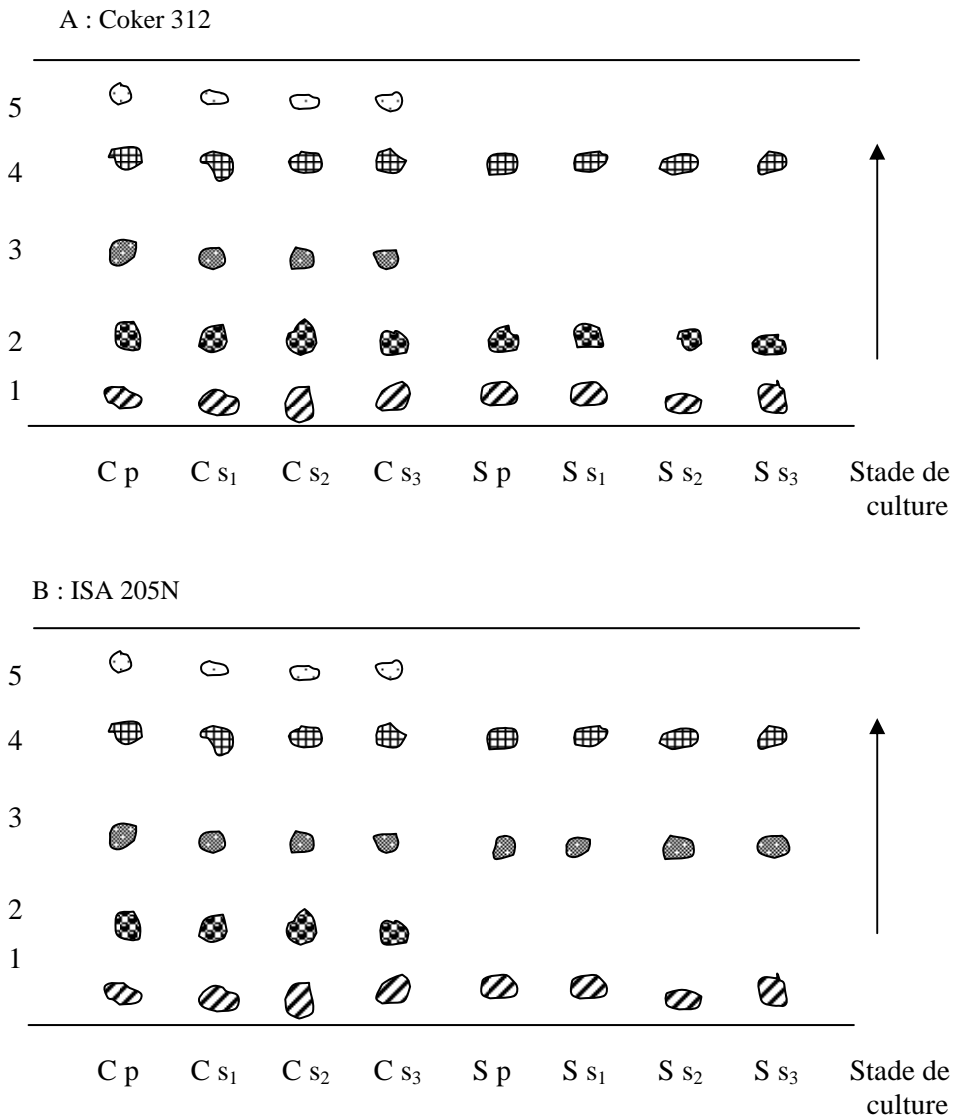 A : Coker 312
5
4
3
2
1
C p C s₁ C s₂ C s₃ S p S s₁ S s₂ S s₃ Stade de
culture
B : ISA 205N
5
4
3
2
1
C p C s₁ C s₂ C s₃ S p S s₁ S s₂ S s₃ Stade de
culture